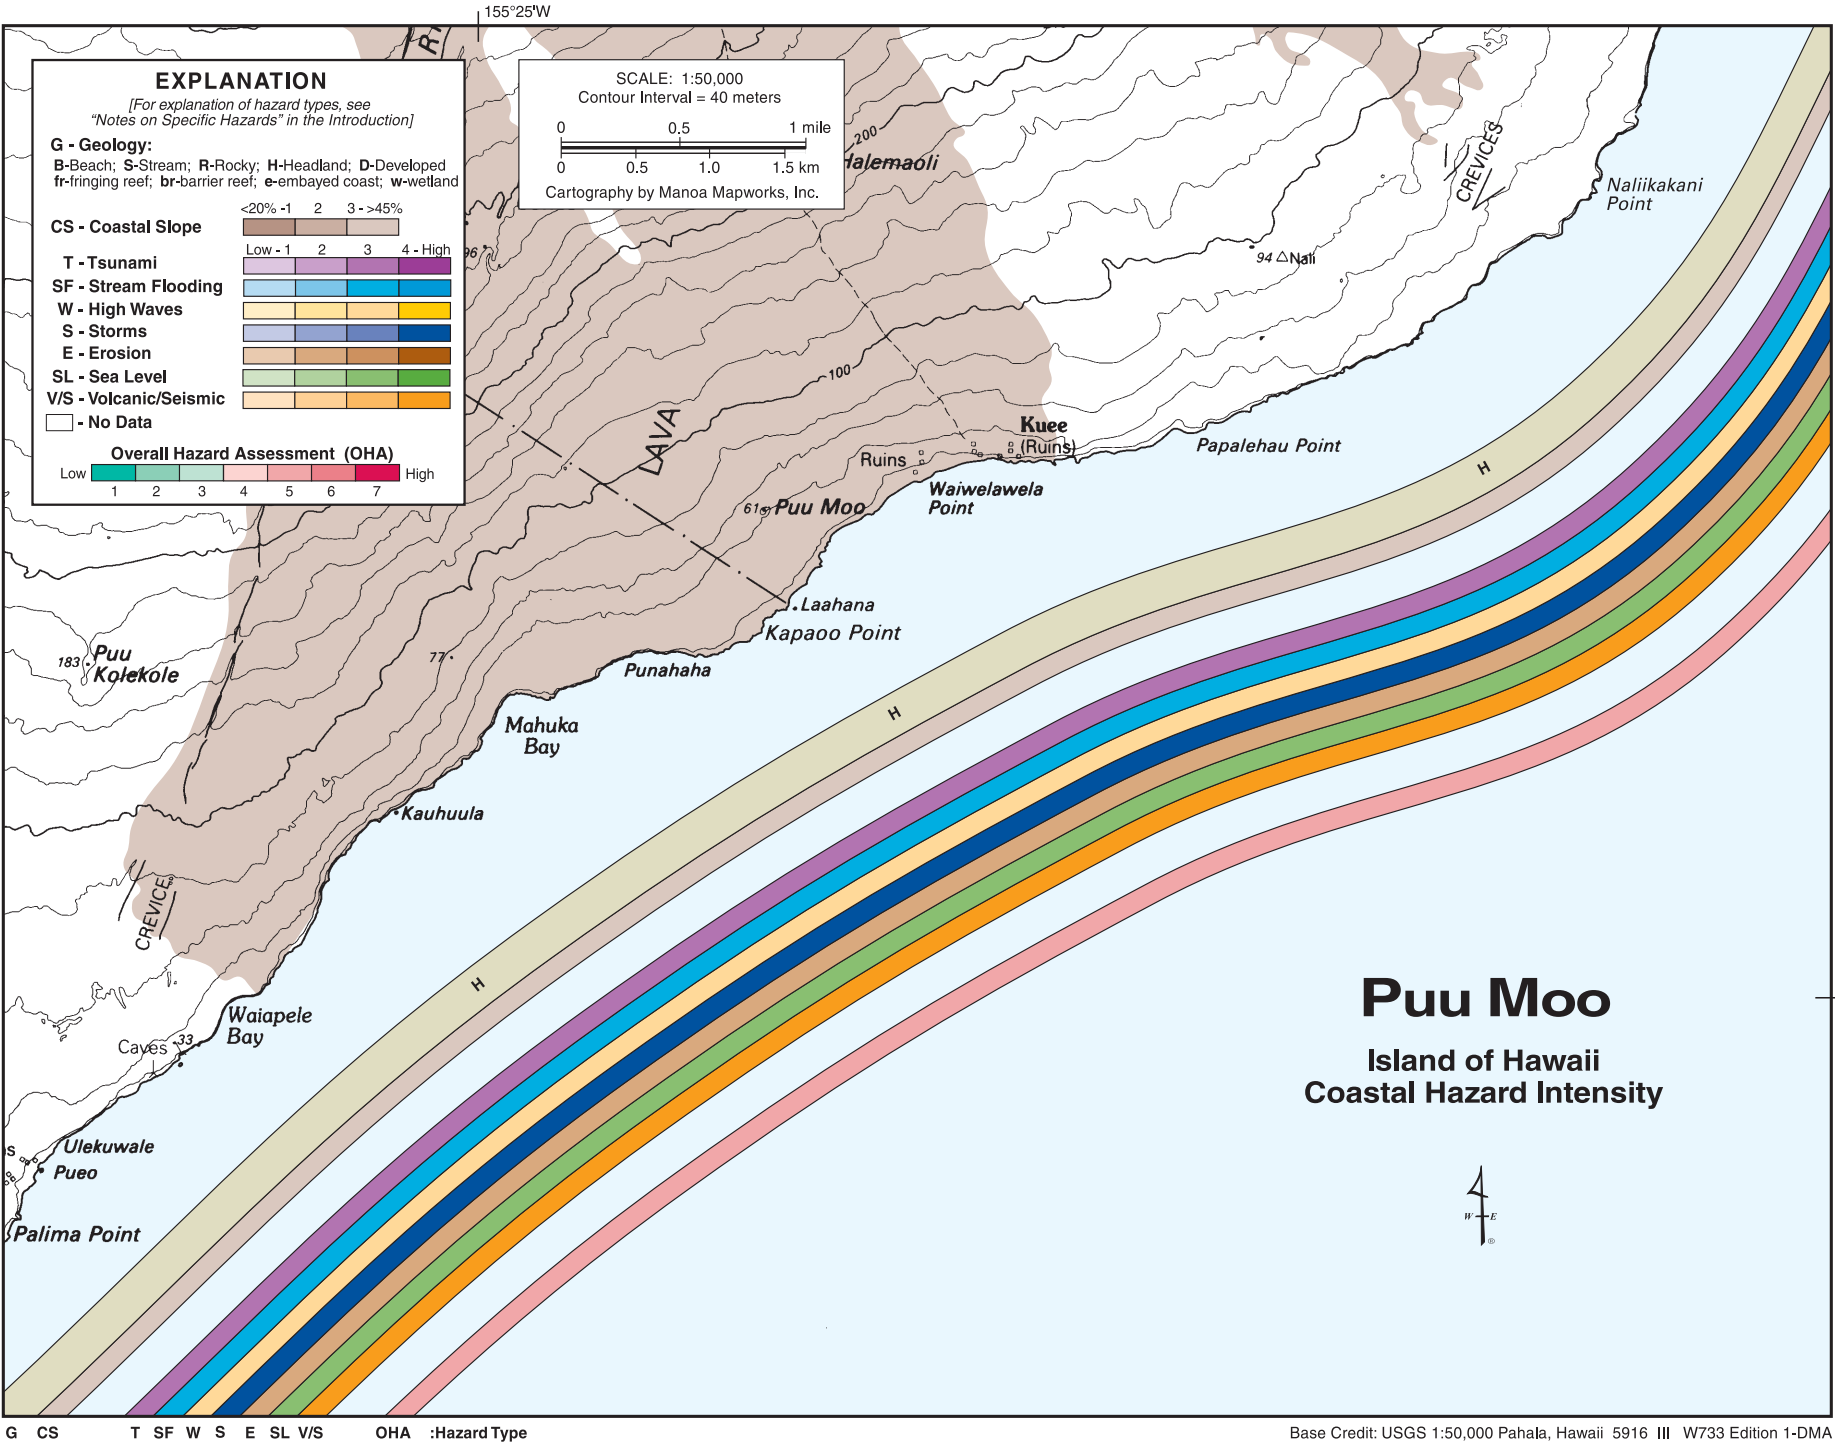 155°25'W
EXPLANATION
[For explanation of hazard types, see
“Notes on Specific Hazards” in the Introduction]
G - Geology:
B-Beach; S-Stream; R-Rocky; H-Headland; D-Developed
fr-fringing reef; br-barrier reef; e-embayed coast; w-wetland
<20% -1 2 3 - >45%
CS - Coastal Slope
Low - 1 2 3 4 - High
T - Tsunami
SF - Stream Flooding
W - High Waves
S - Storms
E - Erosion
SL - Sea Level
V/S - Volcanic/Seismic
- No Data
Overall Hazard Assessment (OHA)
Low High
1 2 3 4 5 6 7
SCALE: 1:50,000
Contour Interval = 40 meters
0 0.5 1 mile
0 0.5 1.0 1.5 km
Cartography by Manoa Mapworks, Inc.
200
Halemaoli
CREVICES
Naliikakani
Point
94 Nali
96
100
LAVA
Kuee
(Ruins)
Ruins
Papalehau Point
Waiwelawela
Point
61 Puu Moo
H
Laahana
Kapaoo Point
Puu
Kolekole
183
77
Punahaha
Mahuka
Bay
H
Kauhuula
CREVICE
H
Waiapele
Bay
Caves 33
Ulekuwale
Pueo
Palima Point
Puu Moo
Island of Hawaii
Coastal Hazard Intensity
W E
®
G CS T SF W S E SL V/S OHA :Hazard Type
Base Credit: USGS 1:50,000 Pahala, Hawaii 5916 III W733 Edition 1-DMA